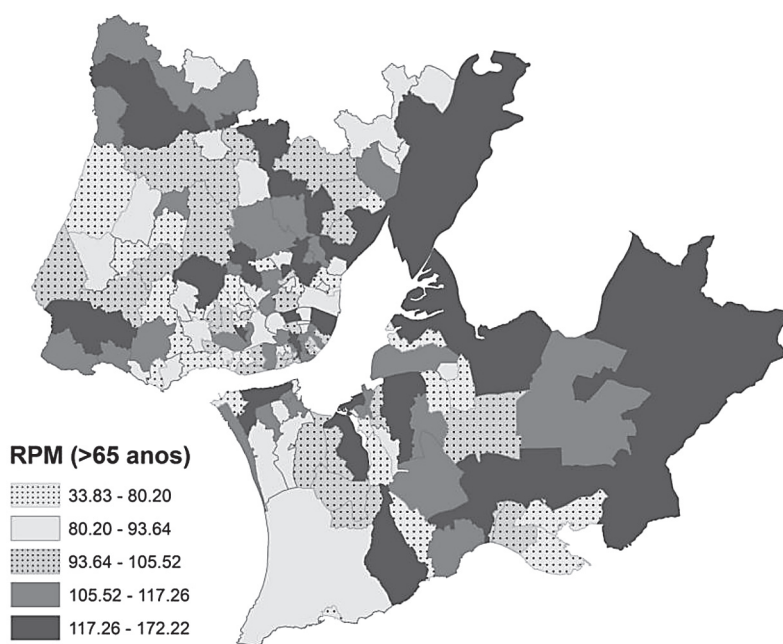 RPM (>65 anos)
33.83 - 80.20
80.20 - 93.64
93.64 - 105.52
105.52 - 117.26
117.26 - 172.22